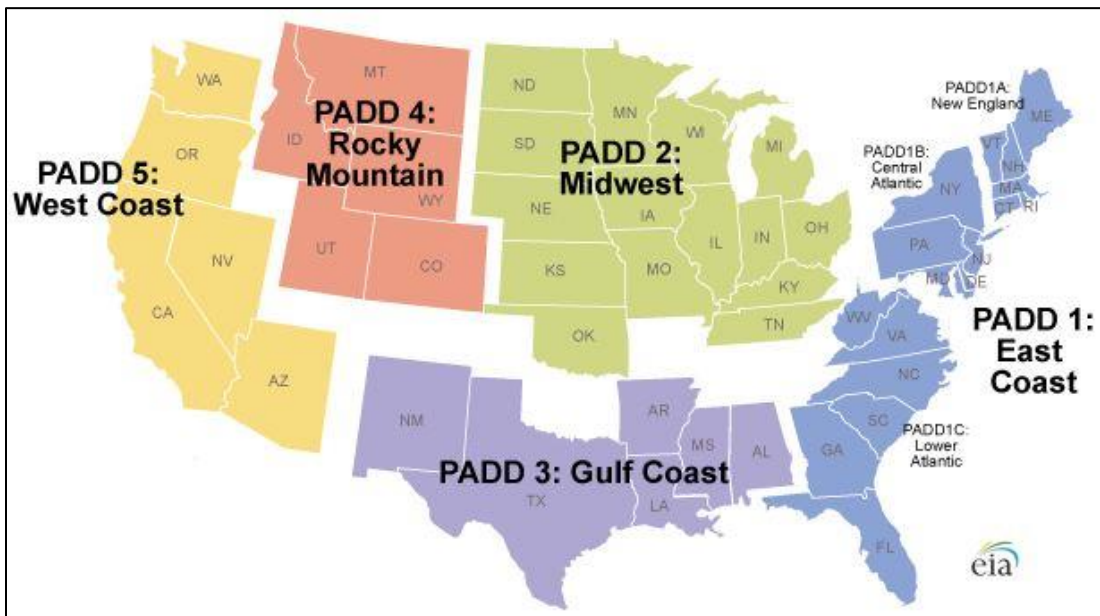 PADD 5:
West Coast
WA
OR
NV
CA
AZ
PADD 4:
Rocky
Mountain
MT
ID
WY
UT
CO
PADD 2:
Midwest
ND
MN
SD
WI
MI
NE
IA
IL
IN
OH
KS
MO
KY
OK
TN
PADD 3: Gulf Coast
NM
TX
AR
MS
AL
LA
PADD 1:
East
Coast
PADD1A:
New England
ME
VT
NH
MA
CT
RI
PADD1B:
Central
Atlantic
NY
PA
NJ
MD
DE
PADD1C:
Lower
Atlantic
WV
VA
NC
SC
GA
FL
eia